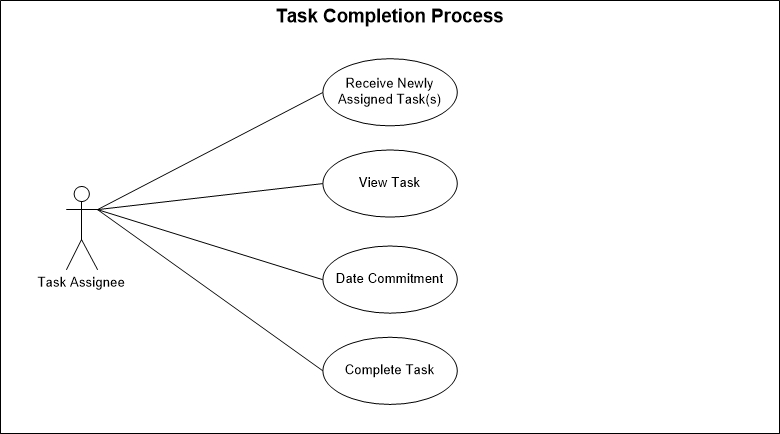 Task Completion Process
Receive Newly
Assigned Task(s)
View Task
Task Assignee
Date Commitment
Complete Task